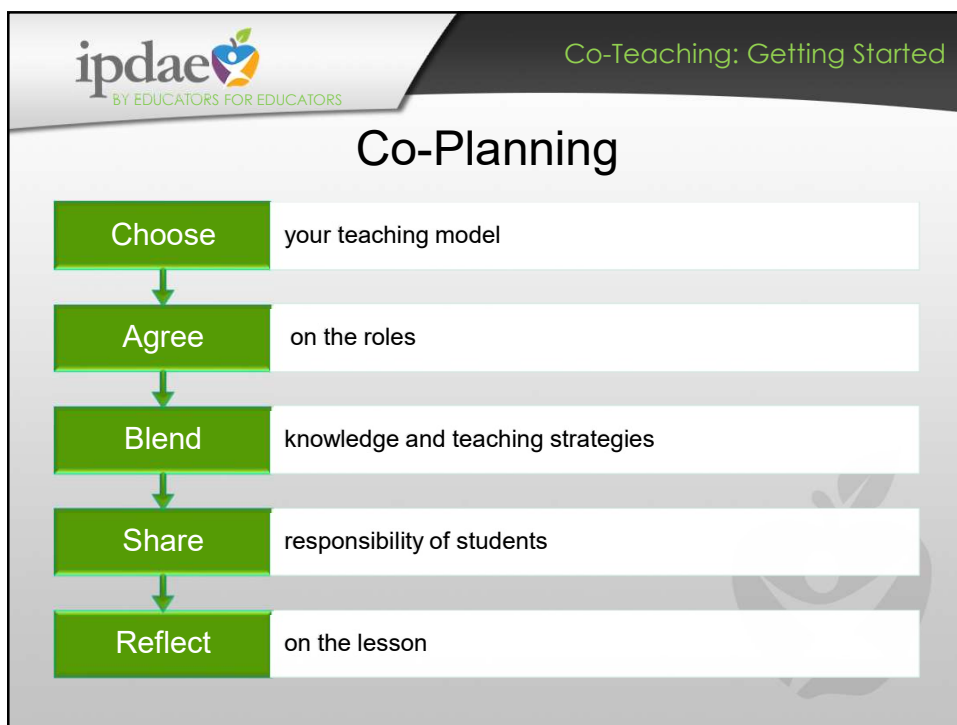 ipdae
BY EDUCATORS FOR EDUCATORS
Co-Teaching: Getting Started
Co-Planning
Choose your teaching model
Agree on the roles
Blend knowledge and teaching strategies
Share responsibility of students
Reflect on the lesson